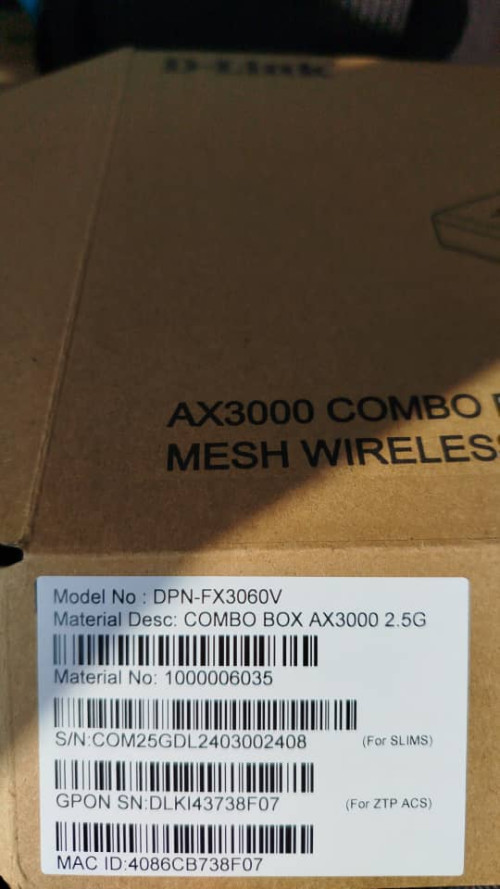 D-Link
AX3000 COMBO
MESH WIRELESS
Model No : DPN-FX3060V
Material Desc: COMBO BOX AX3000 2.5G
Material No: 1000006035
S/N:COM25GDL2403002408 (For SLIMS)
GPON SN:DLKI43738F07 (For ZTP ACS)
MAC ID:4086CB738F07